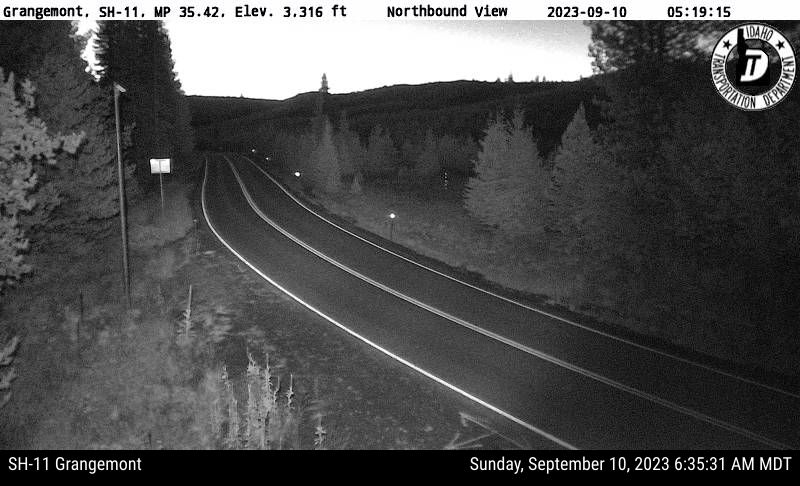 Grangemont, SH-11, MP 35.42, Elev. 3,316 ft Northbound View 2023-09-10 05:19:15
IDAHO
TRANSPORTATION DEPARTMENT
SH-11 Grangemont Sunday, September 10, 2023 6:35:31 AM MDT